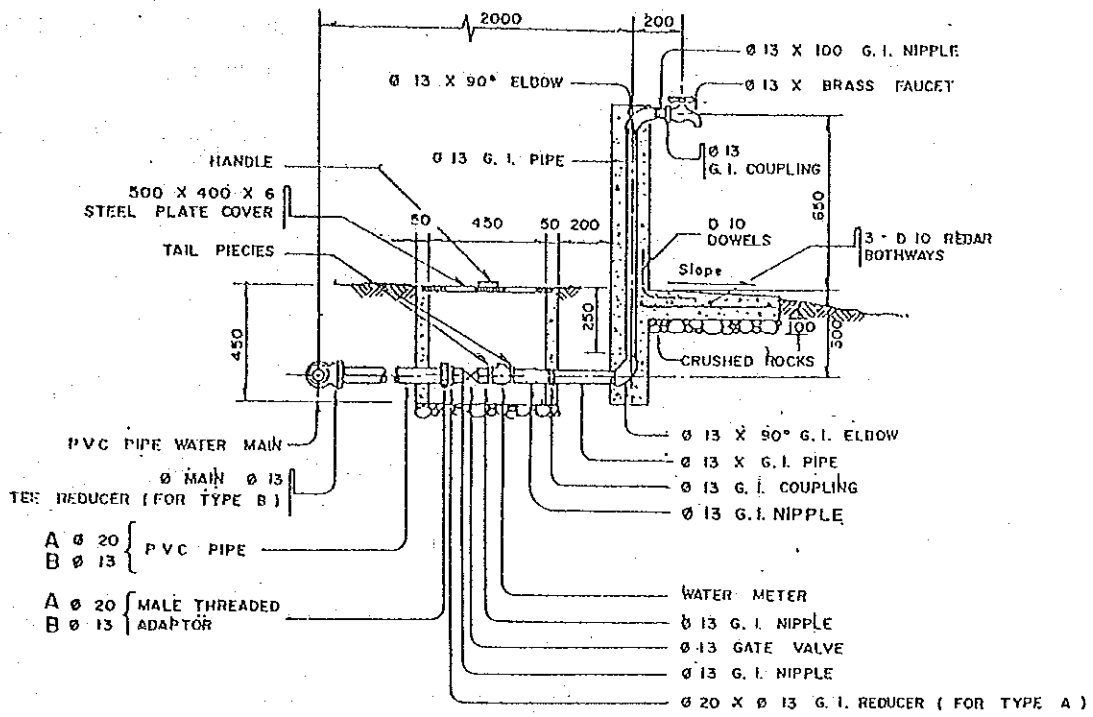 2000
200
Ø 13 X 100 G. I. NIPPLE
Ø 13 X 90° ELBOW
Ø 13 X BRASS FAUCET
HANDLE
Ø 13 G. I. PIPE
Ø 13
G. I. COUPLING
500 X 400 X 6
STEEL PLATE COVER
50
450
50
200
650
D 10
DOWELS
3 - D 10 REBAR
BOTHWAYS
TAIL PIECIES
Slope
450
250
100
300
CRUSHED ROCKS
PVC PIPE WATER MAIN
Ø 13 X 90° G. I. ELBOW
Ø 13 X G. I. PIPE
Ø MAIN Ø 13
TEE REDUCER (FOR TYPE B)
Ø 13 G. I. COUPLING
Ø 13 G. I. NIPPLE
A Ø 20
B Ø 13
PVC PIPE
A Ø 20
B Ø 13
MALE THREADED
ADAPTOR
WATER METER
Ø 13 G. I. NIPPLE
Ø 13 GATE VALVE
Ø 13 G. I. NIPPLE
Ø 20 X Ø 13 G. I. REDUCER ( FOR TYPE A )